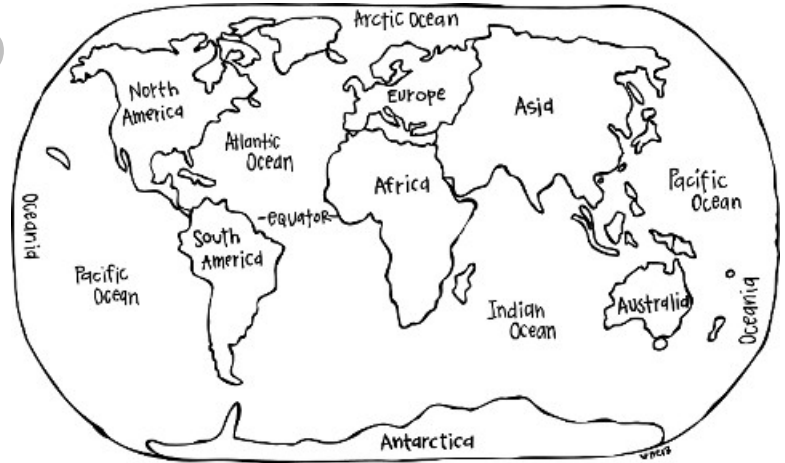 Arctic Ocean
North
America
Europe
Asia
Atlantic
Ocean
Africa
Pacific
Ocean
Oceania
-equator-
South
America
Pacific
Ocean
Indian
Ocean
Australia
Oceania
Antarctica